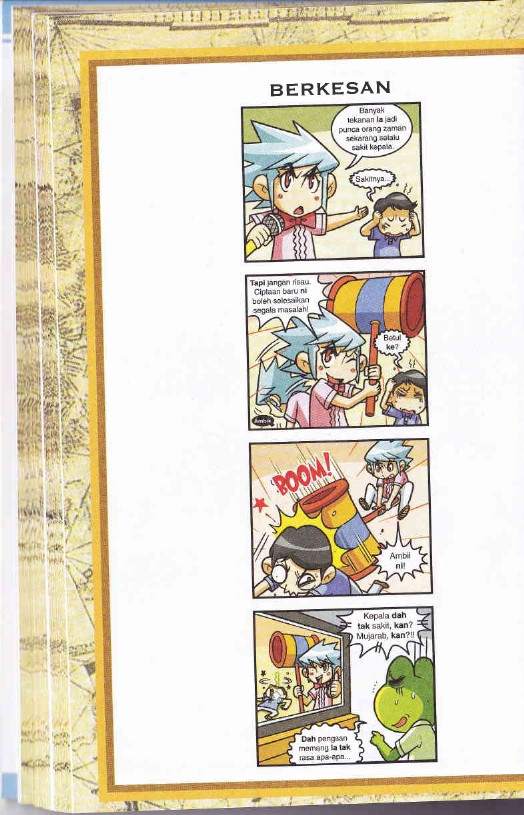 BERKESAN
Banyak
tekanan la jadi
punca orang zaman
sekarang selalu
sakit kepala.
Sakitnya...
Tapi jangan risau.
Ciptaan baru ni
boleh selesaikan
segala masalah!
Betul
ke?
Ambik
BOOM!
Ambil
ni!
Kepala dah
tak sakit, kan?
Mujarab, kan?!!
Dah pengsan
memang la tak
rasa apa-apa...